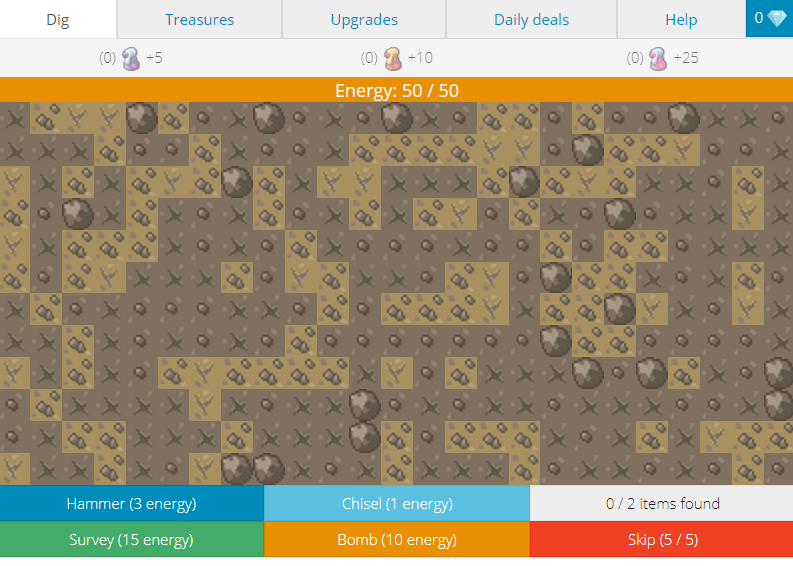 Dig Treasures Upgrades Daily deals Help 0
(0) +5 (0) +10 (0) +25
Energy: 50 / 50
Hammer (3 energy) Chisel (1 energy) 0 / 2 items found
Survey (15 energy) Bomb (10 energy) Skip (5 / 5)